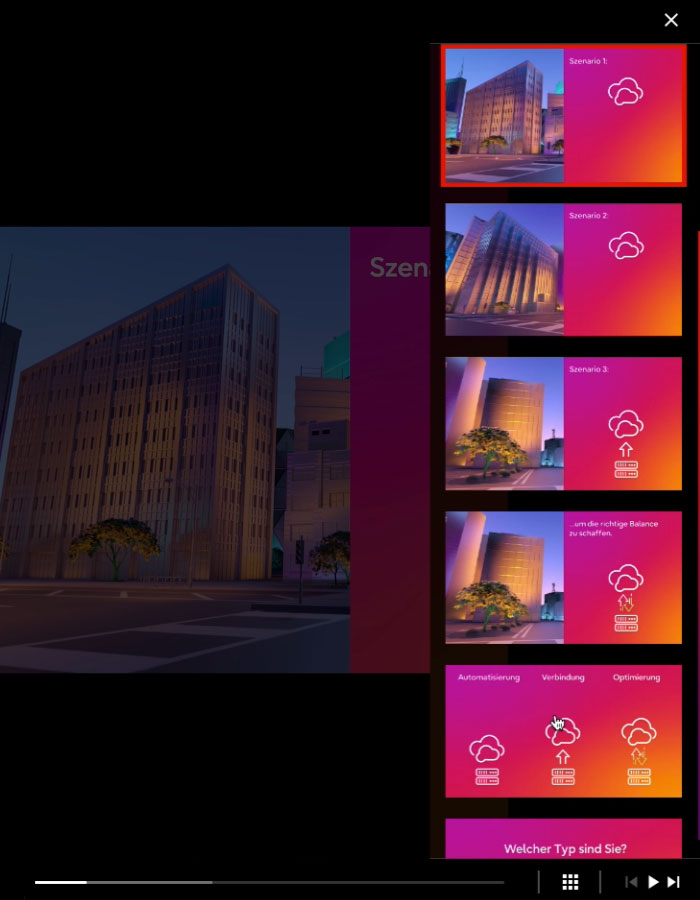 Szen
Szenario 1:
Szenario 2:
Szenario 3:
...um die richtige Balance
zu schaffen.
Automatisierung Verbindung Optimierung
Welcher Typ sind Sie?